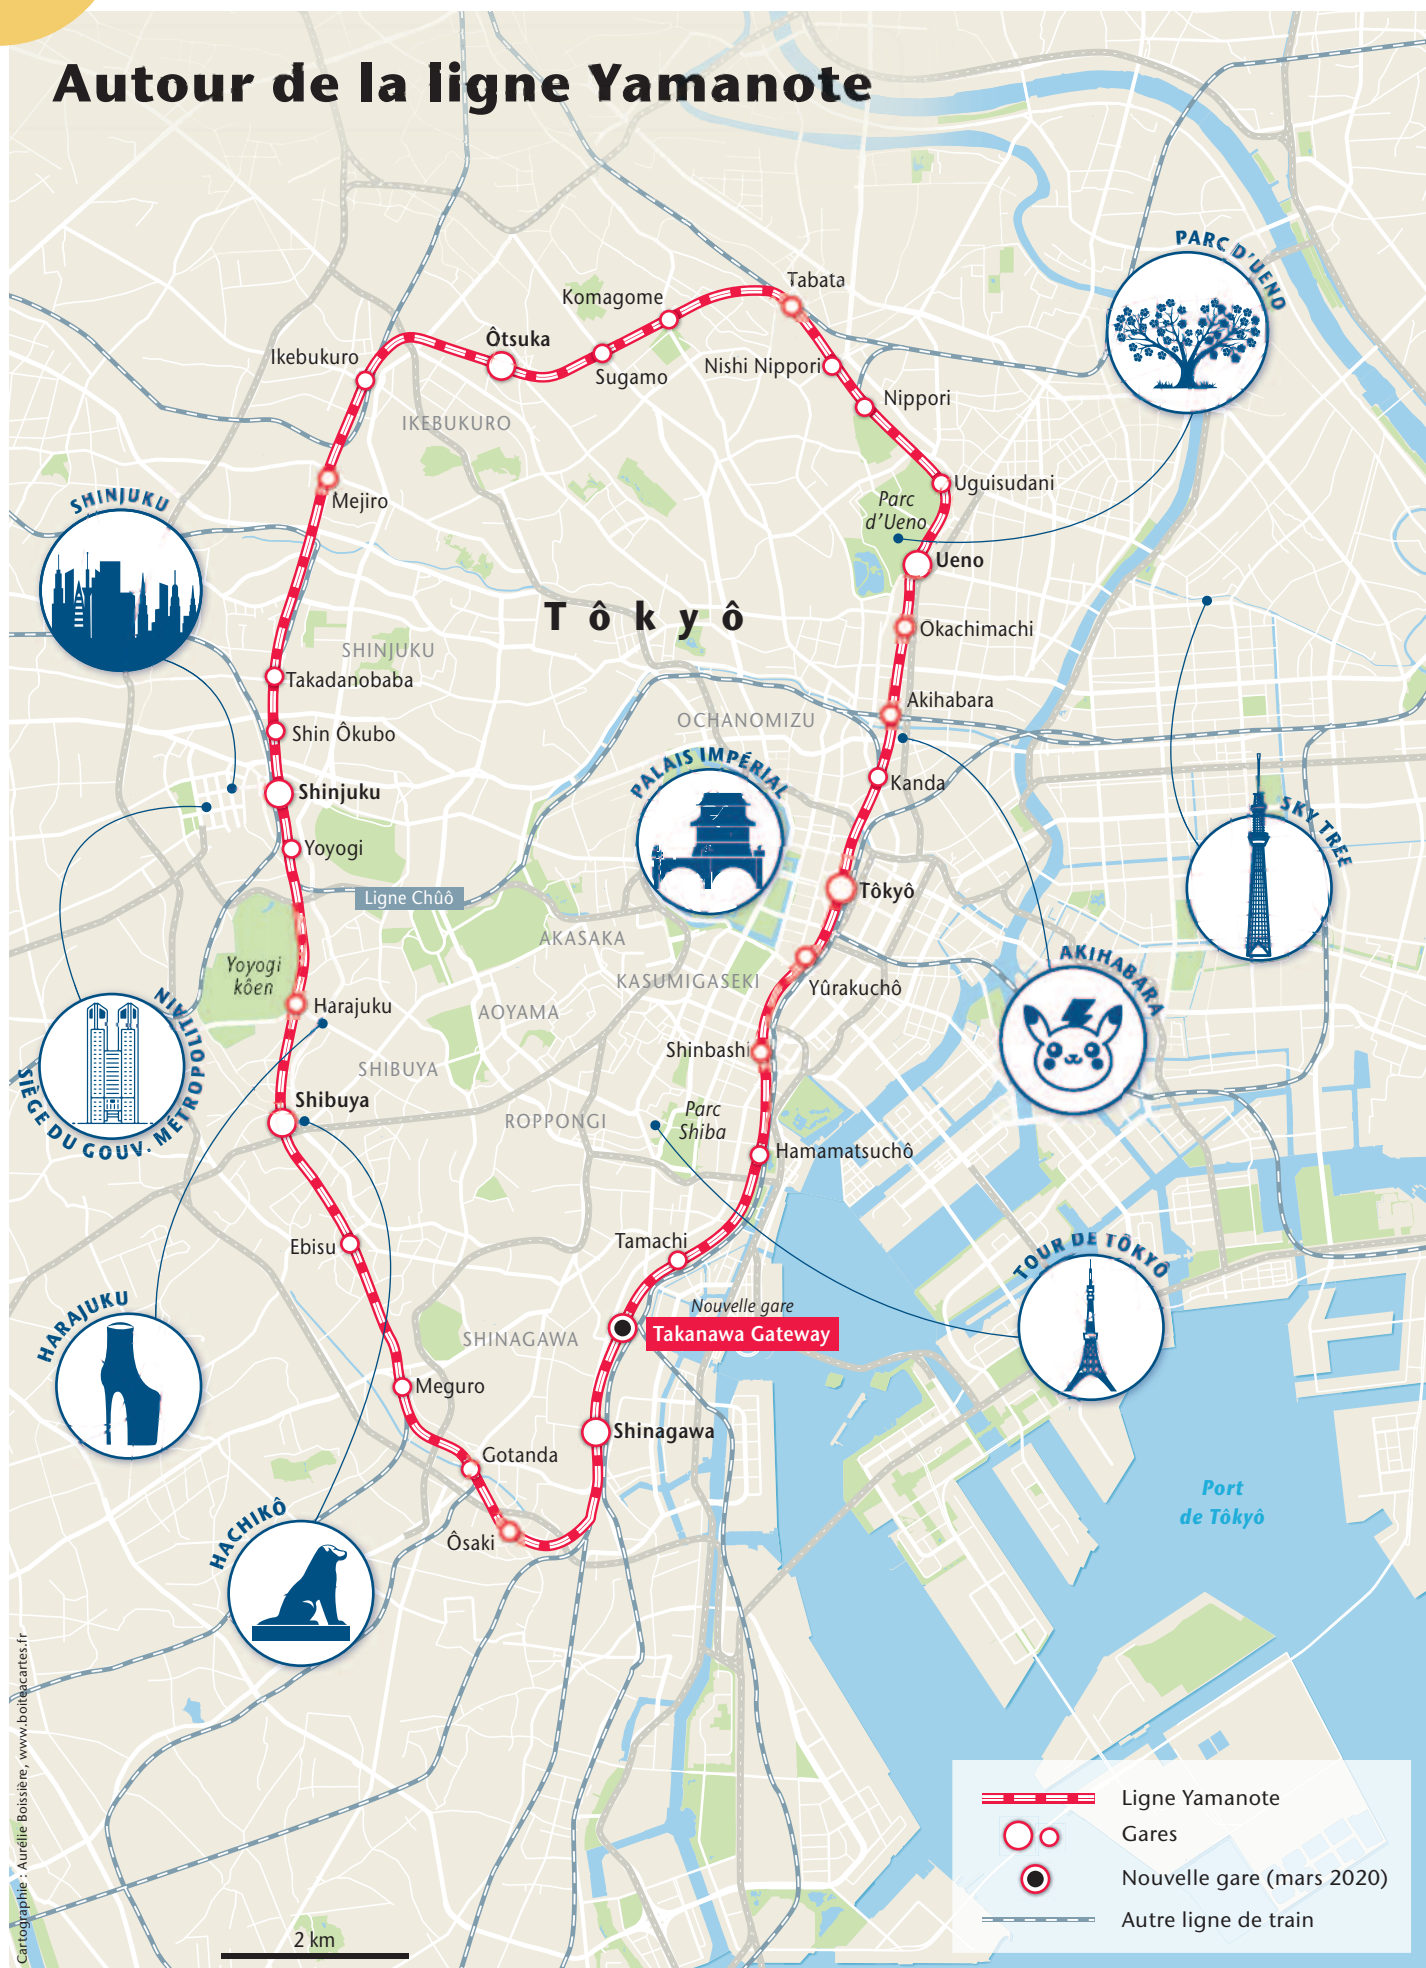 Autour de la ligne Yamanote
PARC D'UENO
Tabata
Komagome
Ôtsuka
Ikebukuro
Sugamo
Nishi Nippori
Nippori
IKEBUKURO
Uguisudani
Mejiro
SHINJUKU
Parc
d'Ueno
Ueno
Tôkyô
Okachimachi
SHINJUKU
Takadanobaba
Akihabara
OCHANOMIZU
Shin Ôkubo
PALAIS IMPÉRIAL
Kanda
Shinjuku
SKY TREE
Yoyogi
Ligne Chûô
Tôkyô
AKASAKA
AKIHABARA
Yoyogi
kôen
KASUMIGASEKI
Yûrakuchô
Harajuku
AOYAMA
SIÈGE DU GOUV. MÉTROPOLITAIN
Shinbashi
SHIBUYA
Shibuya
Parc
Shiba
ROPPONGI
Hamamatsuchô
Tamachi
Ebisu
TOUR DE TÔKYÔ
Nouvelle gare
Takanawa Gateway
HARAJUKU
SHINAGAWA
Meguro
Shinagawa
Gotanda
Port
de Tôkyô
HACHIKÔ
Ôsaki
Cartographie : Aurélie Boissière, www.boiteacartes.fr
Ligne Yamanote
Gares
Nouvelle gare (mars 2020)
Autre ligne de train
2 km